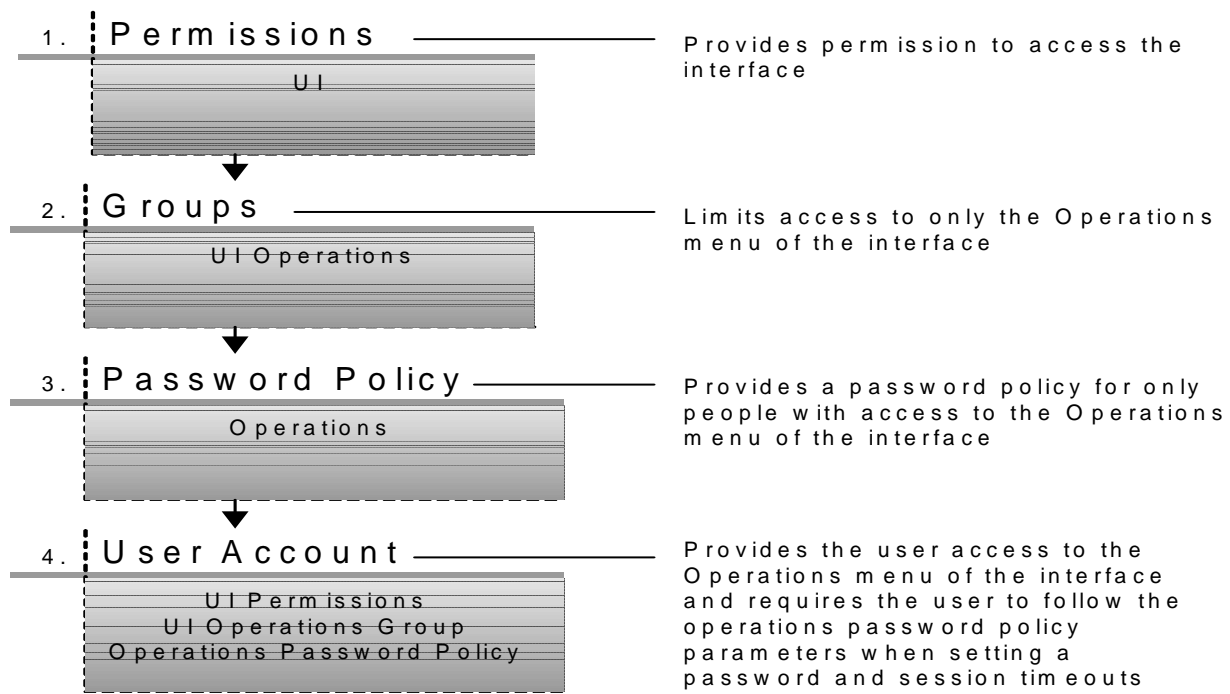 1. Permissions
Provides permission to access the
interface
UI
2. Groups
Limits access to only the Operations
menu of the interface
UI Operations
3. Password Policy
Provides a password policy for only
people with access to the Operations
menu of the interface
Operations
4. User Account
Provides the user access to the
Operations menu of the interface
and requires the user to follow the
operations password policy
parameters when setting a
password and session timeouts
UI Permissions
UI Operations Group
Operations Password Policy